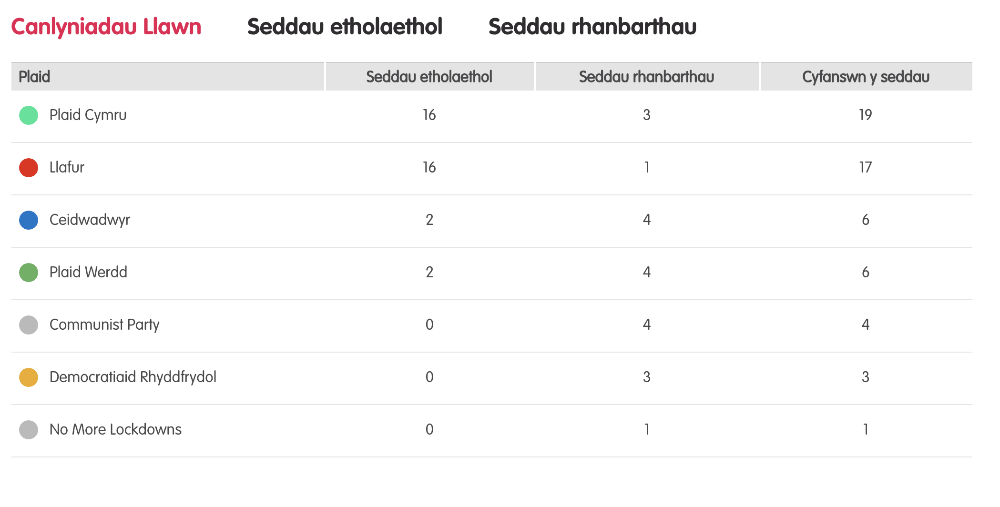 Canlyniadau Llawn Seddau etholaethol Seddau rhanbarthau
Plaid Seddau etholaethol Seddau rhanbarthau Cyfanswn y seddau
Plaid Cymru 16 3 19
Llafur 16 1 17
Ceidwadwyr 2 4 6
Plaid Werdd 2 4 6
Communist Party 0 4 4
Democratiaid Rhyddfrydol 0 3 3
No More Lockdowns 0 1 1